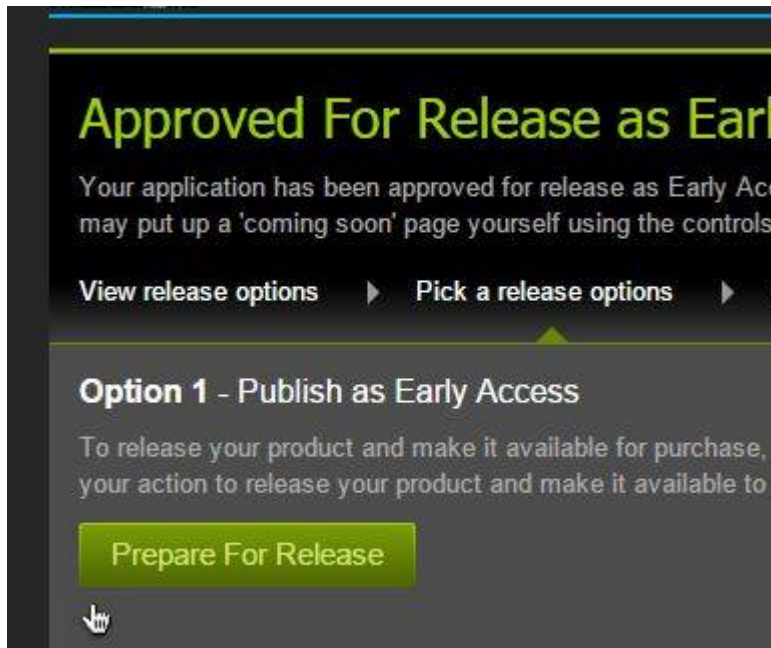 Approved For Release as Earl
Your application has been approved for release as Early Acc
may put up a 'coming soon' page yourself using the controls
View release options
Pick a release options
Option 1 - Publish as Early Access
To release your product and make it available for purchase,
your action to release your product and make it available to
Prepare For Release